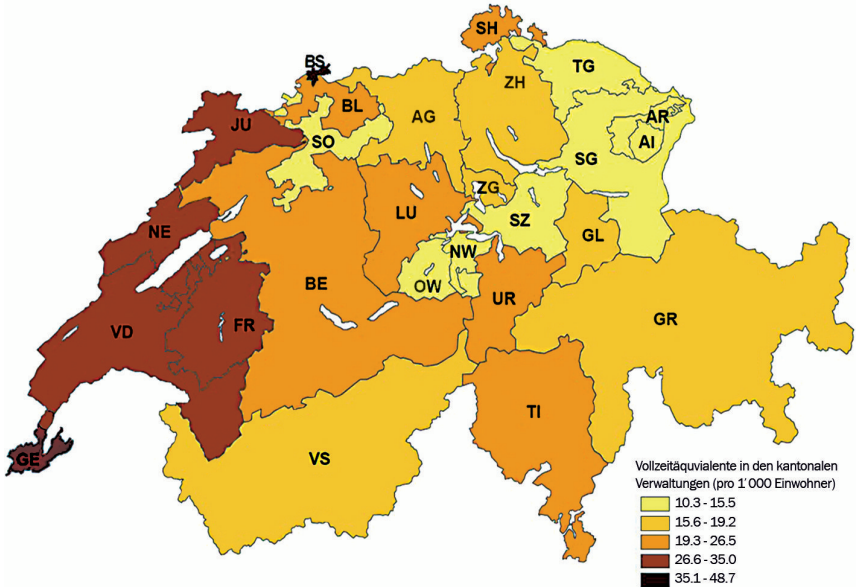 SH
BS
TG
ZH
BL
JU
AG
AR
SO
AI
SG
ZG
LU
SZ
NE
GL
NW
OW
BE
UR
GR
VD
FR
TI
VS
GE
Vollzeitäquvialente in den kantonalen
Verwaltungen (pro 1´000 Einwohner)
10.3 - 15.5
15.6 - 19.2
19.3 - 26.5
26.6 - 35.0
35.1 - 48.7